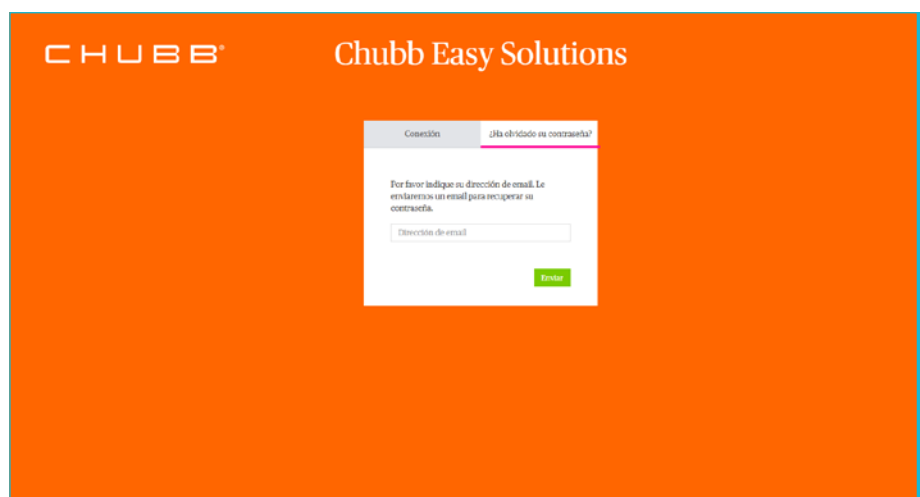 CHUBB®
Chubb Easy Solutions
Conexión
¿Ha olvidado su contraseña?
Por favor indique su dirección de email. Le
enviaremos un email para recuperar su
contraseña.
Dirección de email
Enviar